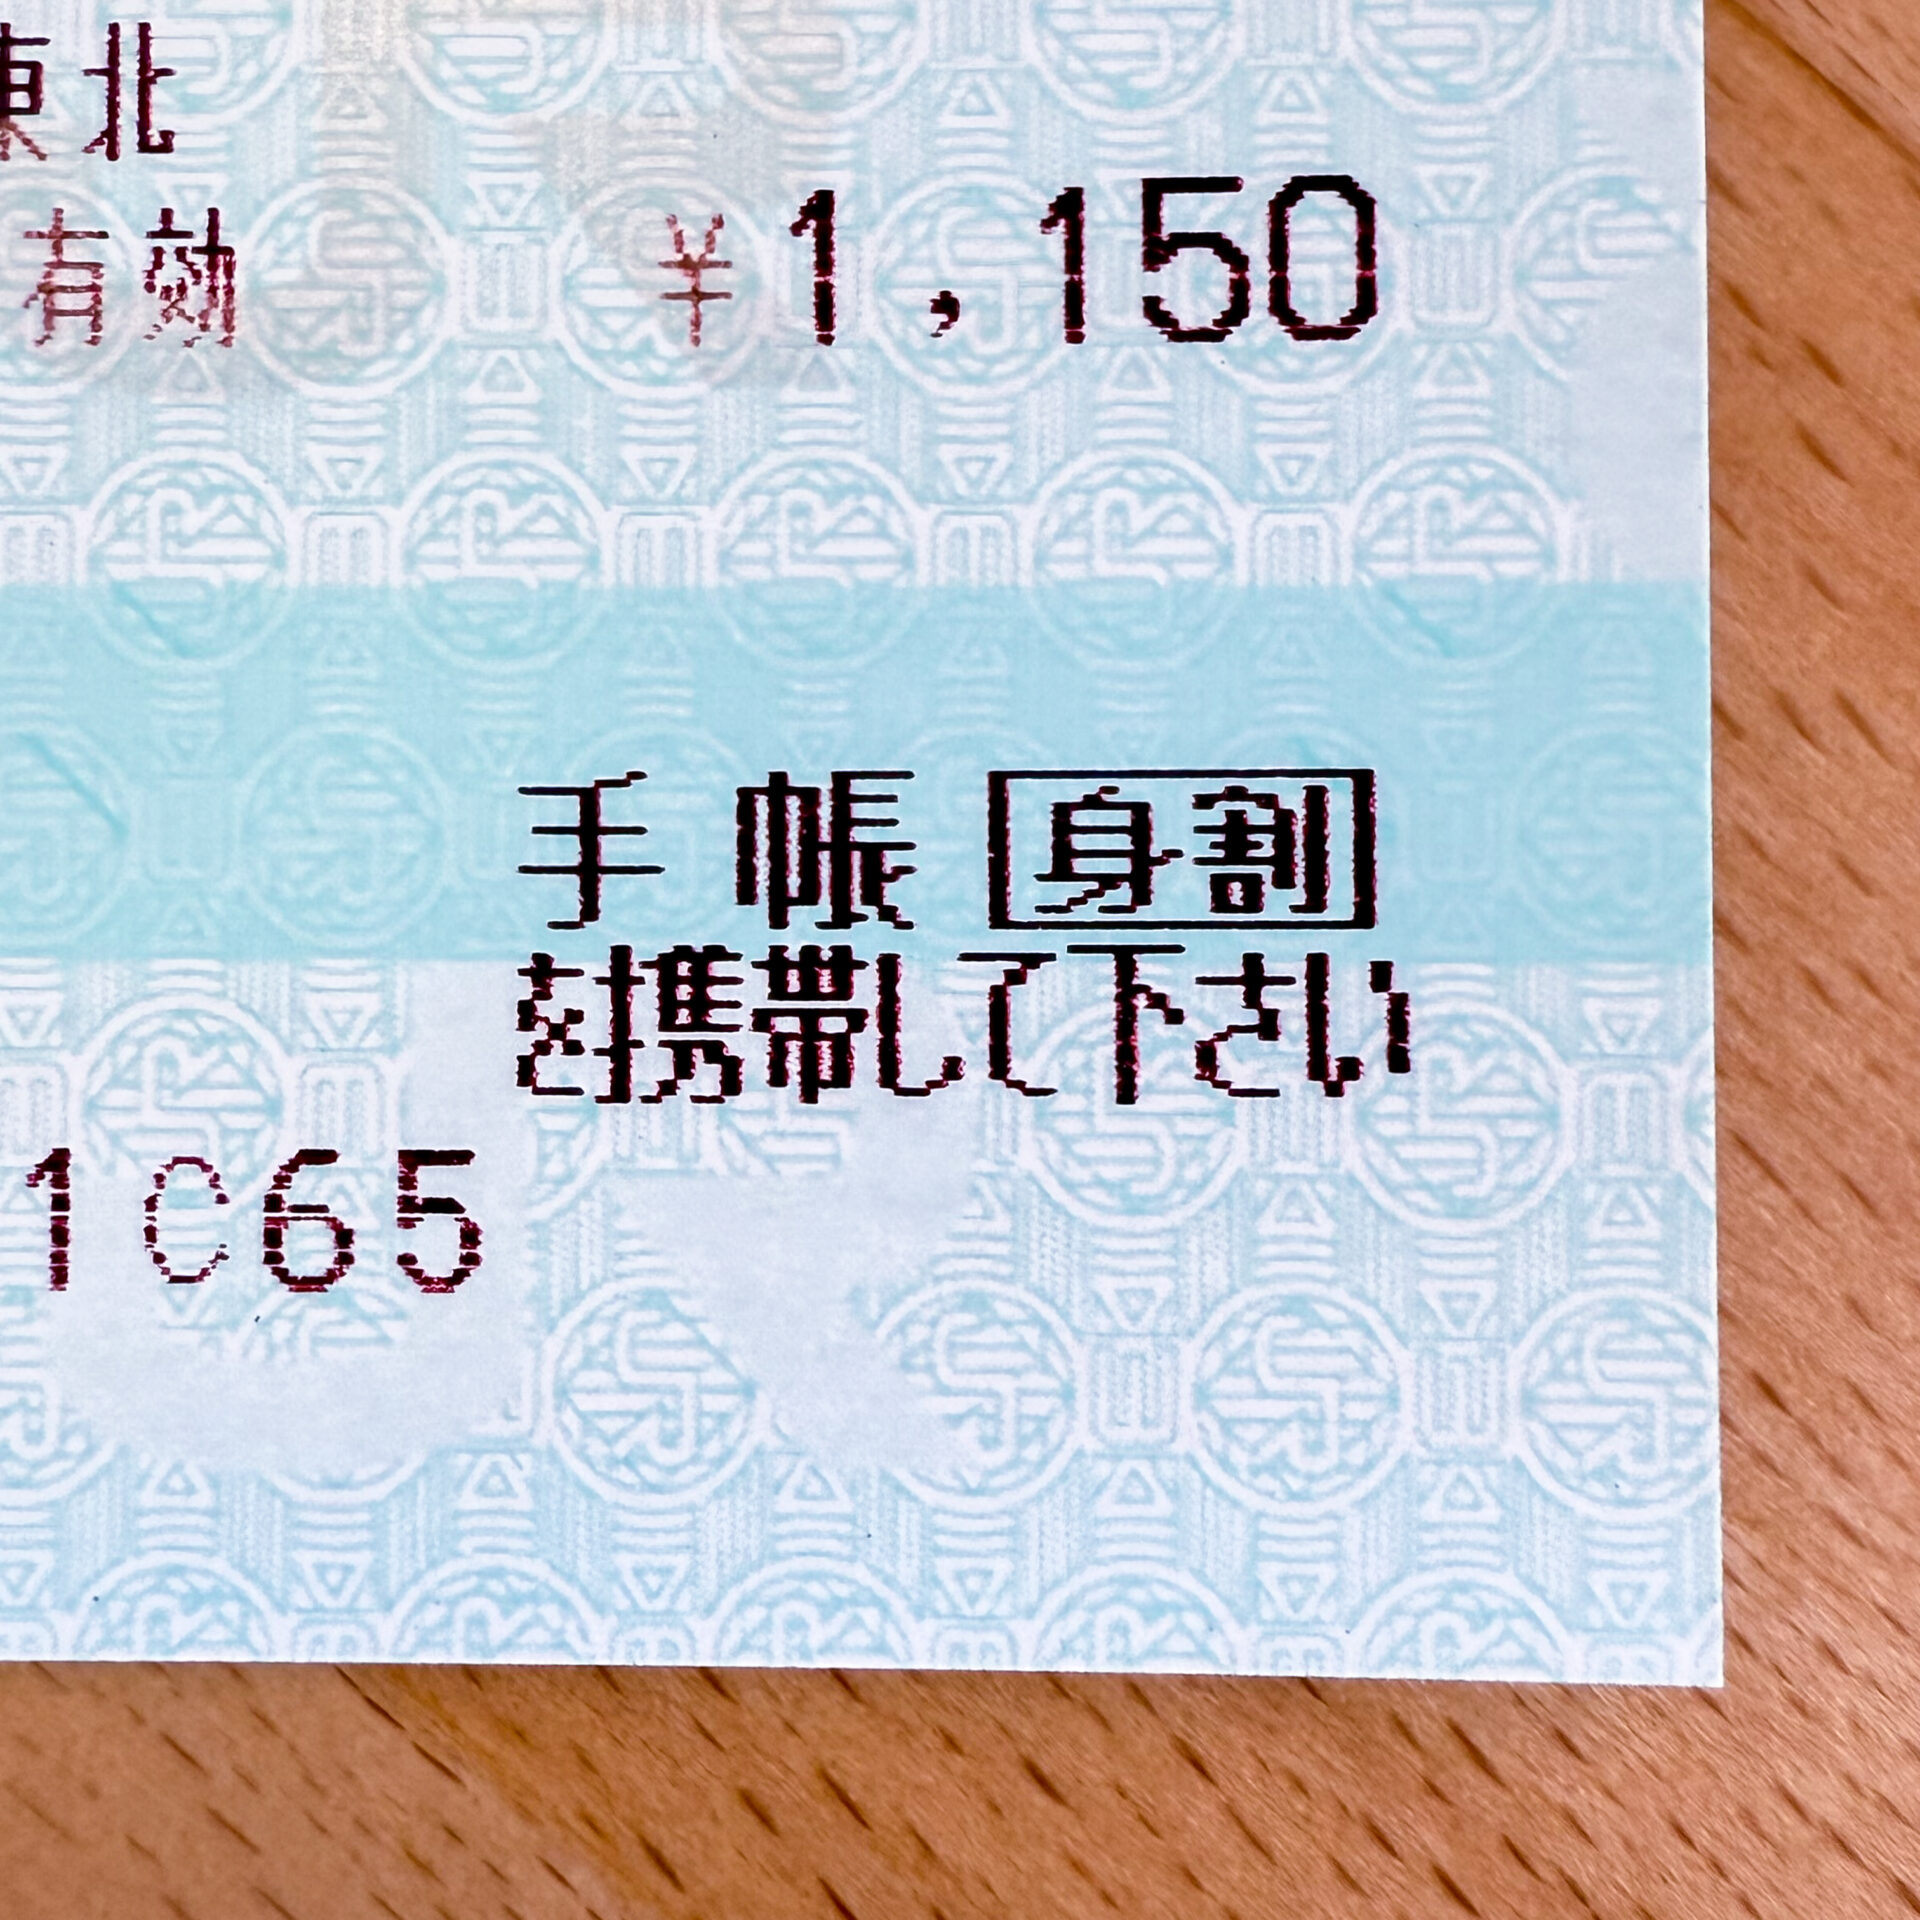 東北
有効 ¥1,150
手帳 身割
を携帯して下さい
1c65